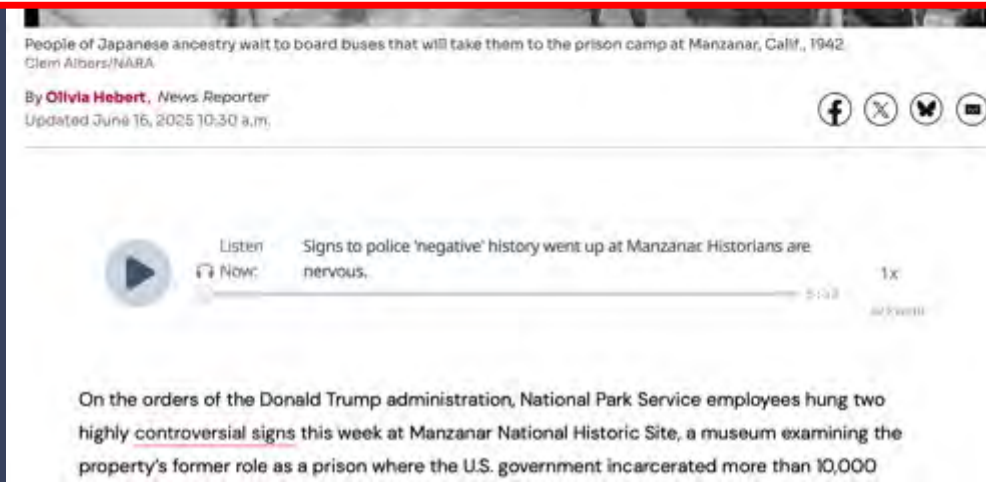 People of Japanese ancestry wait to board buses that will take them to the prison camp at Manzanar, Calif., 1942
Clem Albers/NARA
By Olivia Hebert, News Reporter
Updated June 16, 2025 10:30 a.m.
Listen Now:
Signs to police 'negative' history went up at Manzanar. Historians are
nervous.
1x
On the orders of the Donald Trump administration, National Park Service employees hung two
highly controversial signs this week at Manzanar National Historic Site, a museum examining the
property's former role as a prison where the U.S. government incarcerated more than 10,000